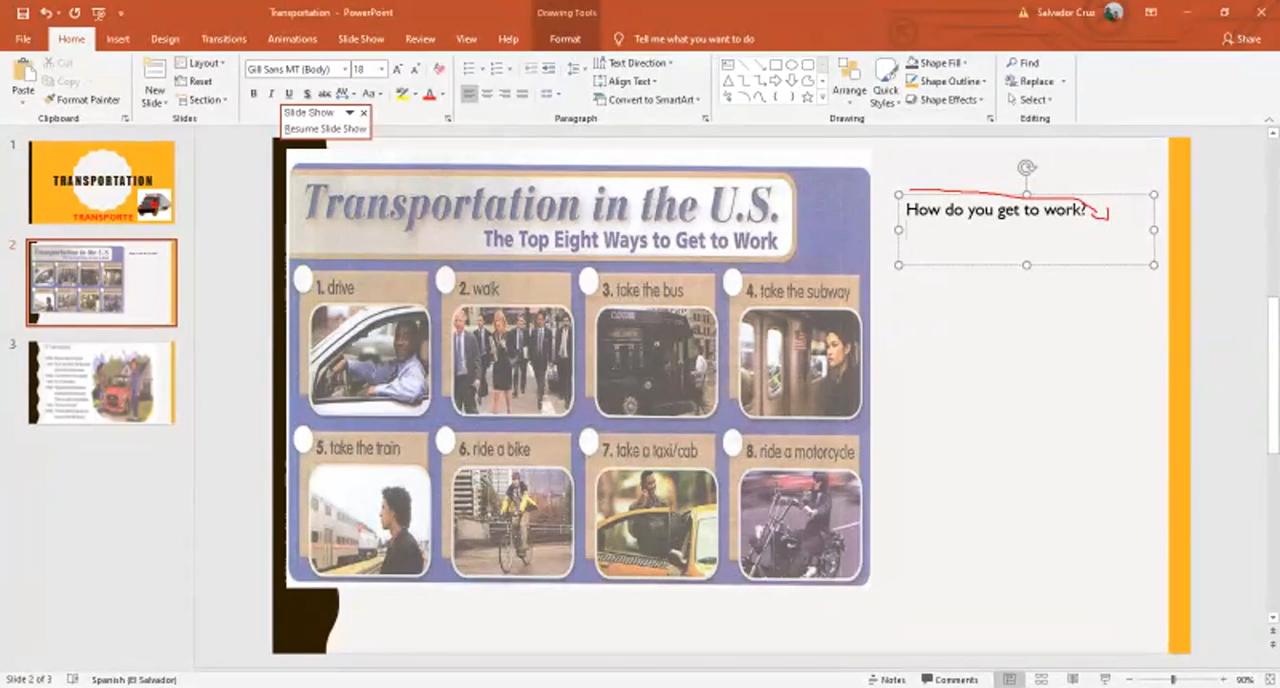 Transportation - PowerPoint
Drawing Tools
Salvador Cruz
File Home Insert Design Transitions Animations Slide Show Review View Help Format Tell me what you want to do Share
Paste
Cut
Copy
Format Painter
Clipboard
New Slide
Layout
Reset
Section
Slides
Gill Sans MT (Body) 18
B I U S abc AV Aa A
Paragraph
Text Direction
Align Text
Convert to SmartArt
Arrange
Quick Styles
Drawing
Shape Fill
Shape Outline
Shape Effects
Find
Replace
Select
Editing
Slide Show
Resume Slide Show
1
TRANSPORTATION
TRANSPORTE
2
3
Transportation in the U.S.
The Top Eight Ways to Get to Work
1. drive
2. walk
3. take the bus
4. take the subway
5. take the train
6. ride a bike
7. take a taxi/cab
8. ride a motorcycle
How do you get to work?
Slide 2 of 3 Spanish (El Salvador) Notes Comments 90%